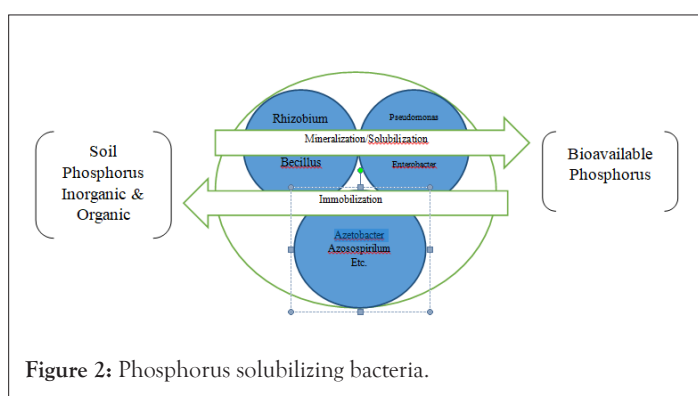 Rhizobium
Pseudomonas
Mineralization/Solubilization
Becillus
Enterobacter
Soil
Phosphorus
Inorganic &
Organic
Bioavailable
Phosphorus
Immobilization
Azetobacter
Azosospirilum
Etc.
Figure 2: Phosphorus solubilizing bacteria.